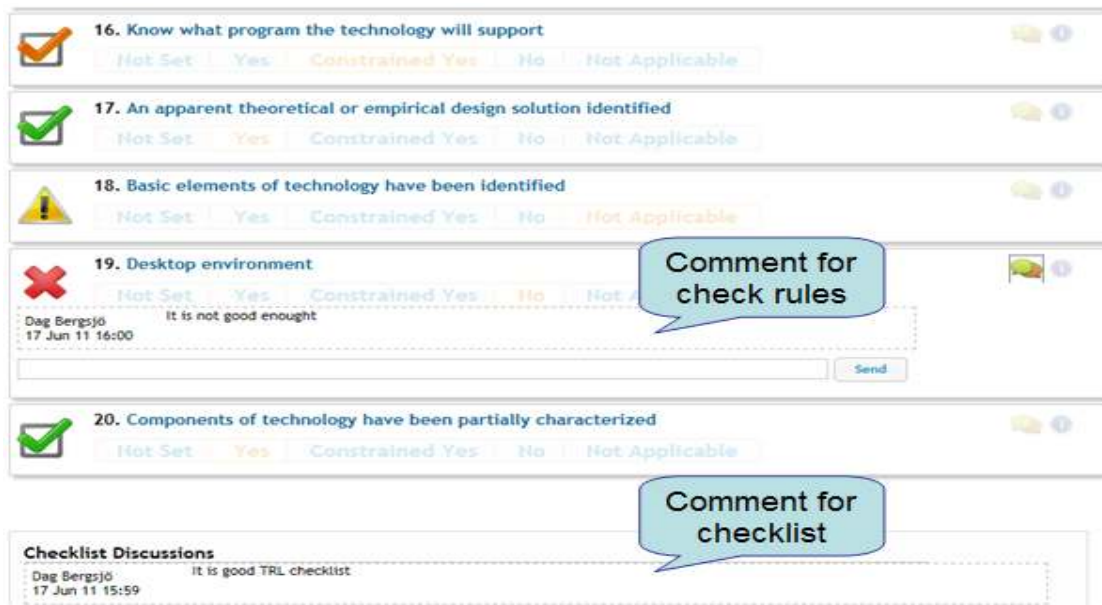 16. Know what program the technology will support
Not Set Yes Constrained Yes No Not Applicable
17. An apparent theoretical or empirical design solution identified
Not Set Yes Constrained Yes No Not Applicable
18. Basic elements of technology have been identified
Not Set Yes Constrained Yes No Not Applicable
19. Desktop environment
Not Set Yes Constrained Yes No Not A
Comment for
check rules
Dag Bergsjö It is not good enought
17 Jun 11 16:00
Send
20. Components of technology have been partially characterized
Not Set Yes Constrained Yes No Not Applicable
Comment for
checklist
Checklist Discussions
Dag Bergsjö It is good TRL checklist
17 Jun 11 15:59